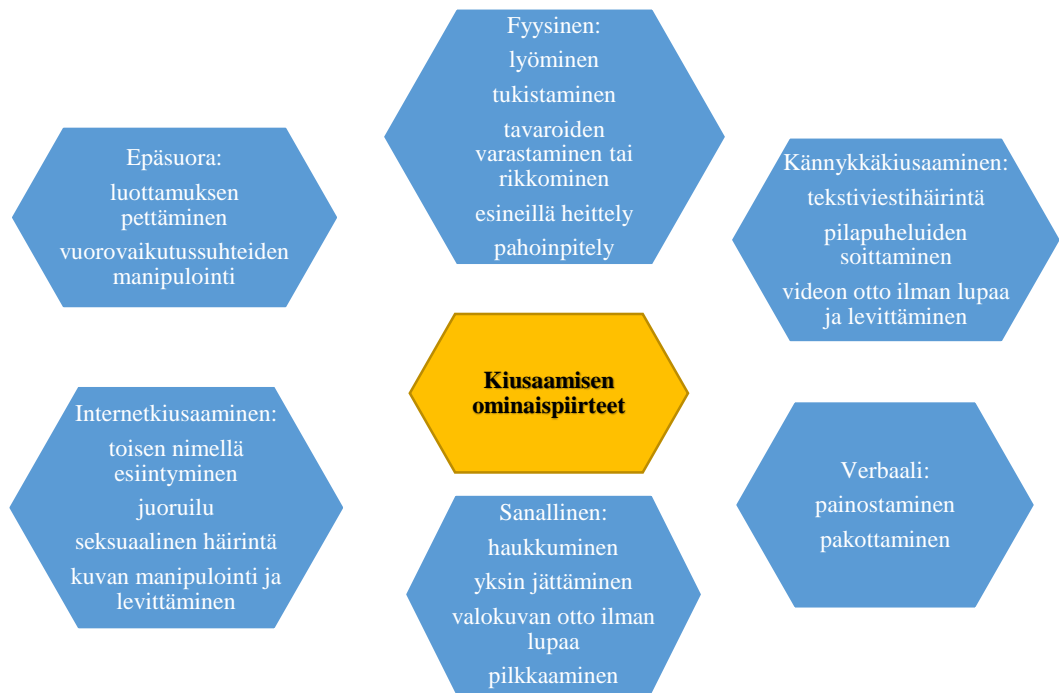 Fyysinen:
lyöminen
tukistaminen
tavaroiden
varastaminen tai
rikkominen
esineillä heittely
pahoinpitely
Epäsuora:
luottamuksen
pettäminen
vuorovaikutussuhteiden
manipulointi
Kännykkäkiusaaminen:
tekstiviestihäirintä
pilapuheluiden
soittaminen
videon otto ilman lupaa
ja levittäminen
Kiusaamisen
ominaispiirteet
Internetkiusaaminen:
toisen nimellä
esiintyminen
juoruilu
seksuaalinen häirintä
kuvan manipulointi ja
levittäminen
Sanallinen:
haukkuminen
yksin jättäminen
valokuvan otto ilman
lupaa
pilkkaaminen
Verbaali:
painostaminen
pakottaminen